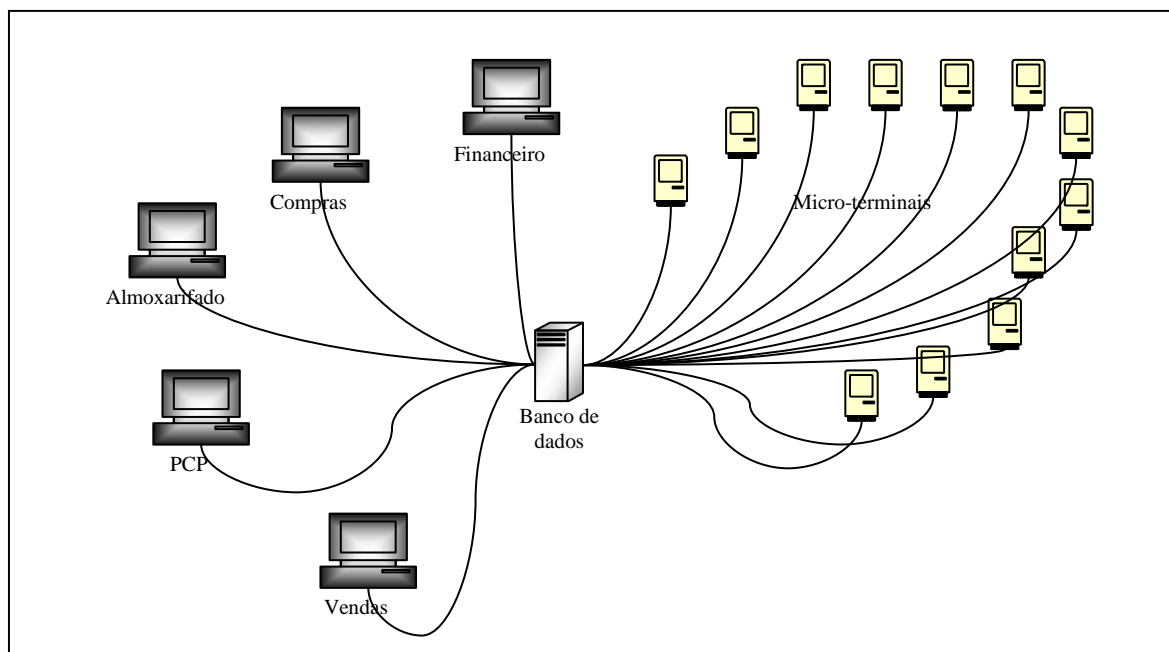 Financeiro
Compras
Micro-terminais
Almoxarifado
Banco de
dados
PCP
Vendas